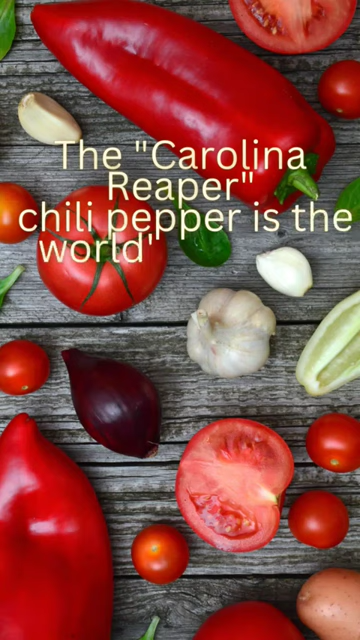 The "Carolina
Reaper"
chili pepper is the
world"